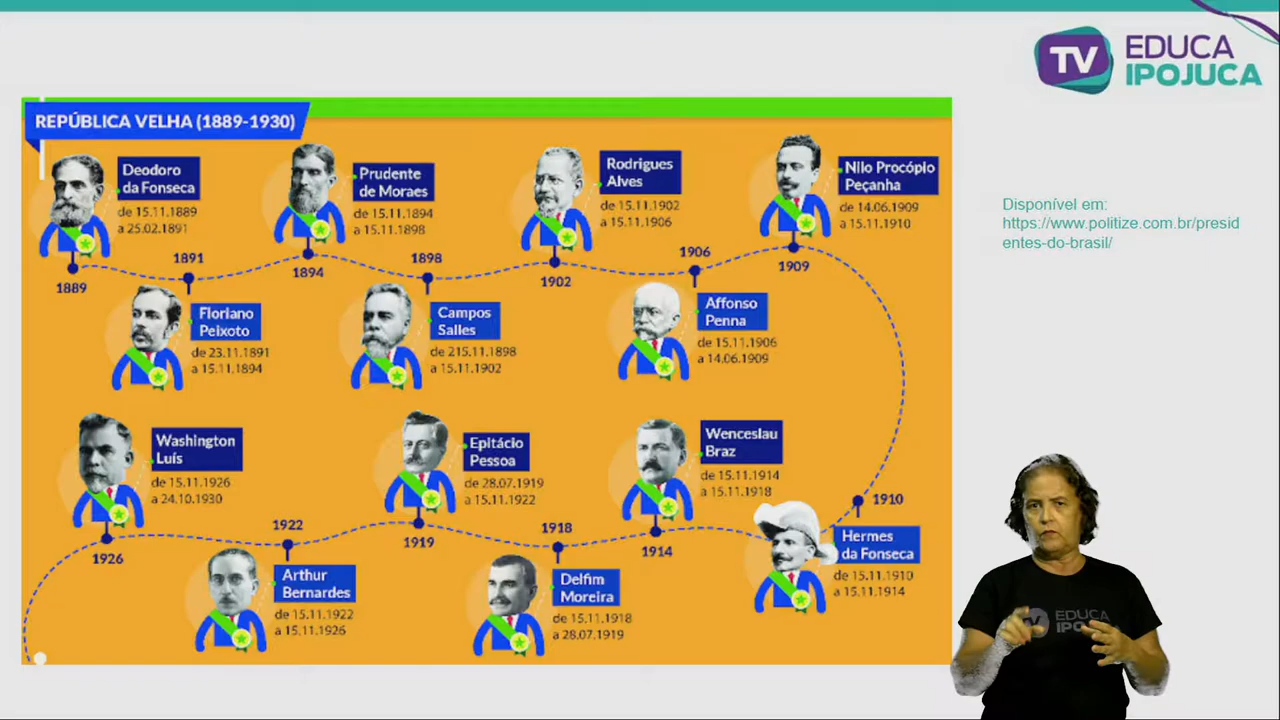 TV EDUCA
IPOJUCA
REPÚBLICA VELHA (1889-1930)
Deodoro
da Fonseca
de 15.11.1889
a 25.02.1891
1889
Prudente
de Moraes
de 15.11.1894
a 15.11.1898
1894
Rodrigues
Alves
de 15.11.1902
a 15.11.1906
1902
Nilo Procópio
Peçanha
de 14.06.1909
a 15.11.1910
1909
1891
Floriano
Peixoto
de 23.11.1891
a 15.11.1894
1898
Campos
Salles
de 215.11.1898
a 15.11.1902
1906
Affonso
Penna
de 15.11.1906
a 14.06.1909
Disponível em:
https://www.politize.com.br/presid
entes-do-brasil/
Washington
Luís
de 15.11.1926
a 24.10.1930
1926
Epitácio
Pessoa
de 28.07.1919
a 15.11.1922
1919
Wenceslau
Braz
de 15.11.1914
a 15.11.1918
1914
1910
Hermes
da Fonseca
de 15.11.1910
a 15.11.1914
1922
Arthur
Bernardes
de 15.11.1922
a 15.11.1926
1918
Delfim
Moreira
de 15.11.1918
a 28.07.1919
TV EDUCA